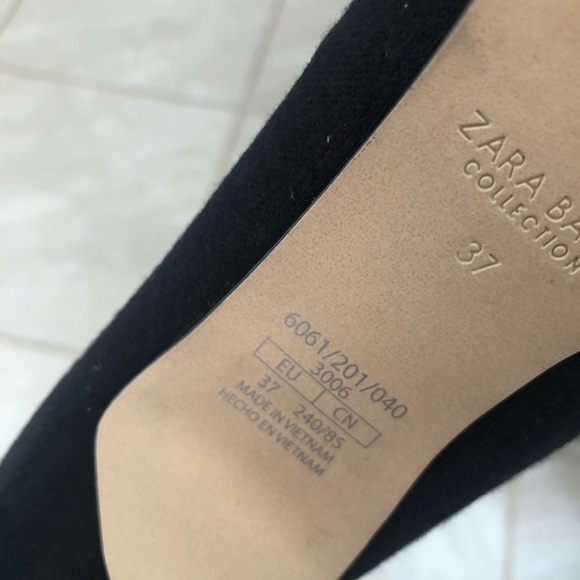 ZARA BA
COLLECTION
37
6061/201/040
3006
EU CN
37 240/85
MADE IN VIETNAM
HECHO EN VIETNAM